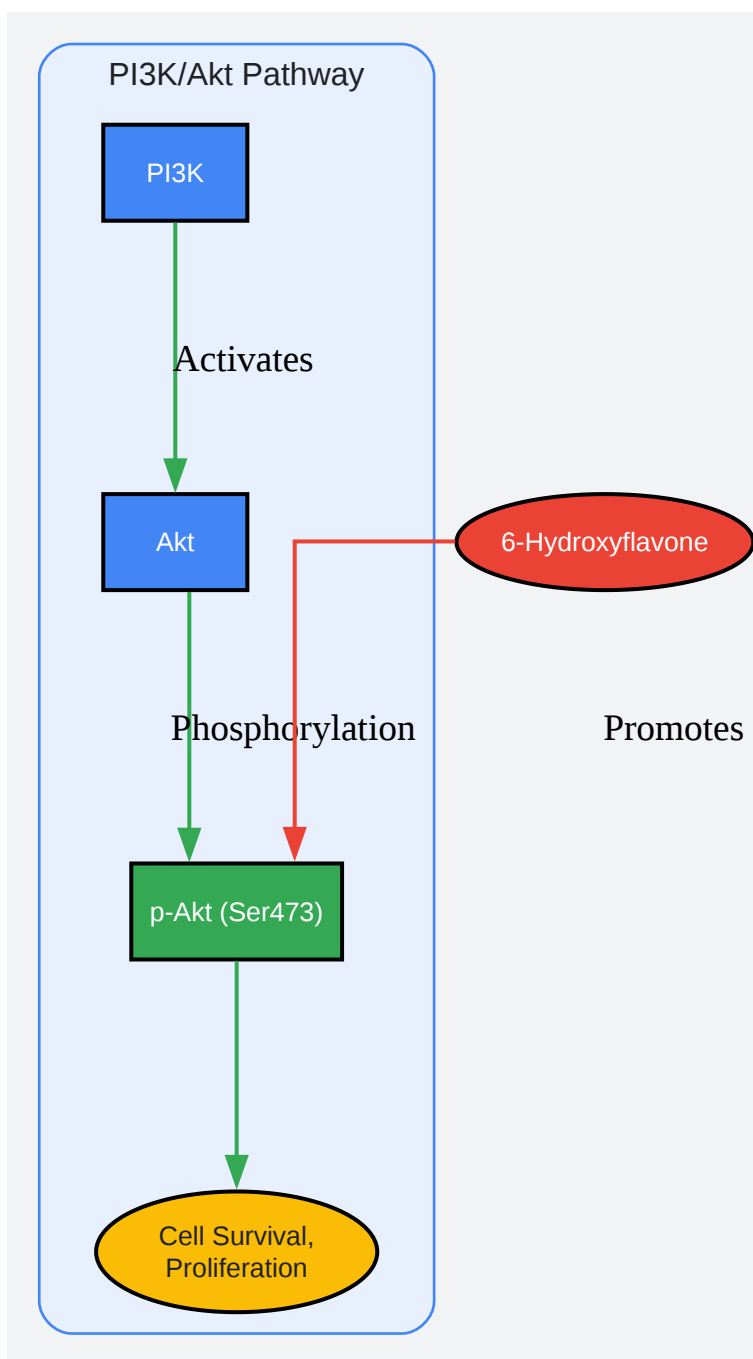 PI3K/Akt Pathway
PI3K
Activates
Akt
6-Hydroxyflavone
Phosphorylation
Promotes
p-Akt (Ser473)
Cell Survival,
Proliferation